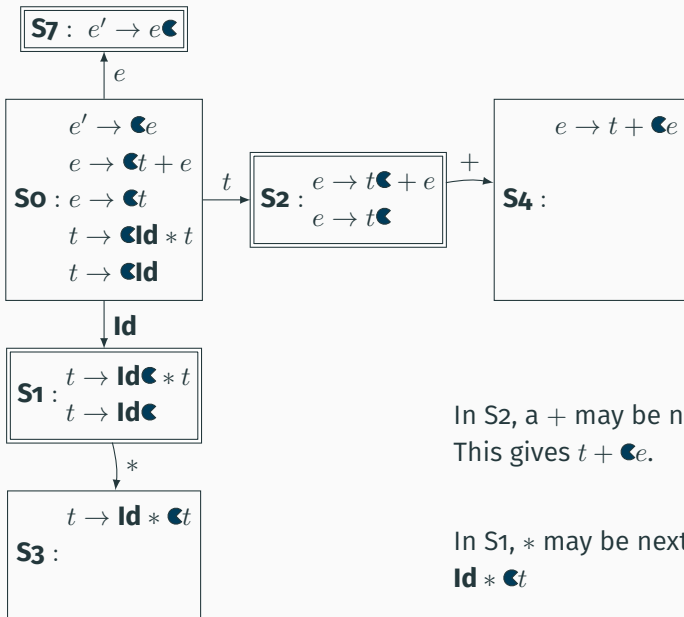 S7 : e′ → e•
e
e′ → •e
e → •t + e
S0 : e → •t
t → •Id ∗ t
t → •Id
t
S2 : e → t• + e
e → t•
+
e → t + •e
S4 :
Id
S1 : t → Id• ∗ t
t → Id•
∗
t → Id ∗ •t
S3 :
In S2, a + may be n
This gives t + •e.
In S1, ∗ may be next
Id ∗ •t